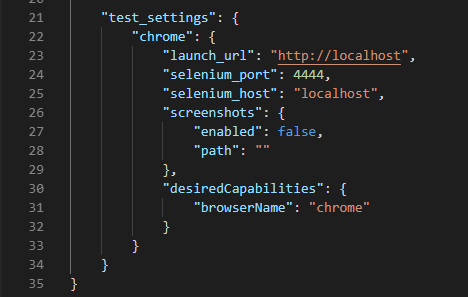 21 "test_settings": {
22 "chrome": {
23 "launch_url": "http://localhost",
24 "selenium_port": 4444,
25 "selenium_host": "localhost",
26 "screenshots": {
27 "enabled": false,
28 "path": ""
29 },
30 "desiredCapabilities": {
31 "browserName": "chrome"
32 }
33 }
34 }
35 }